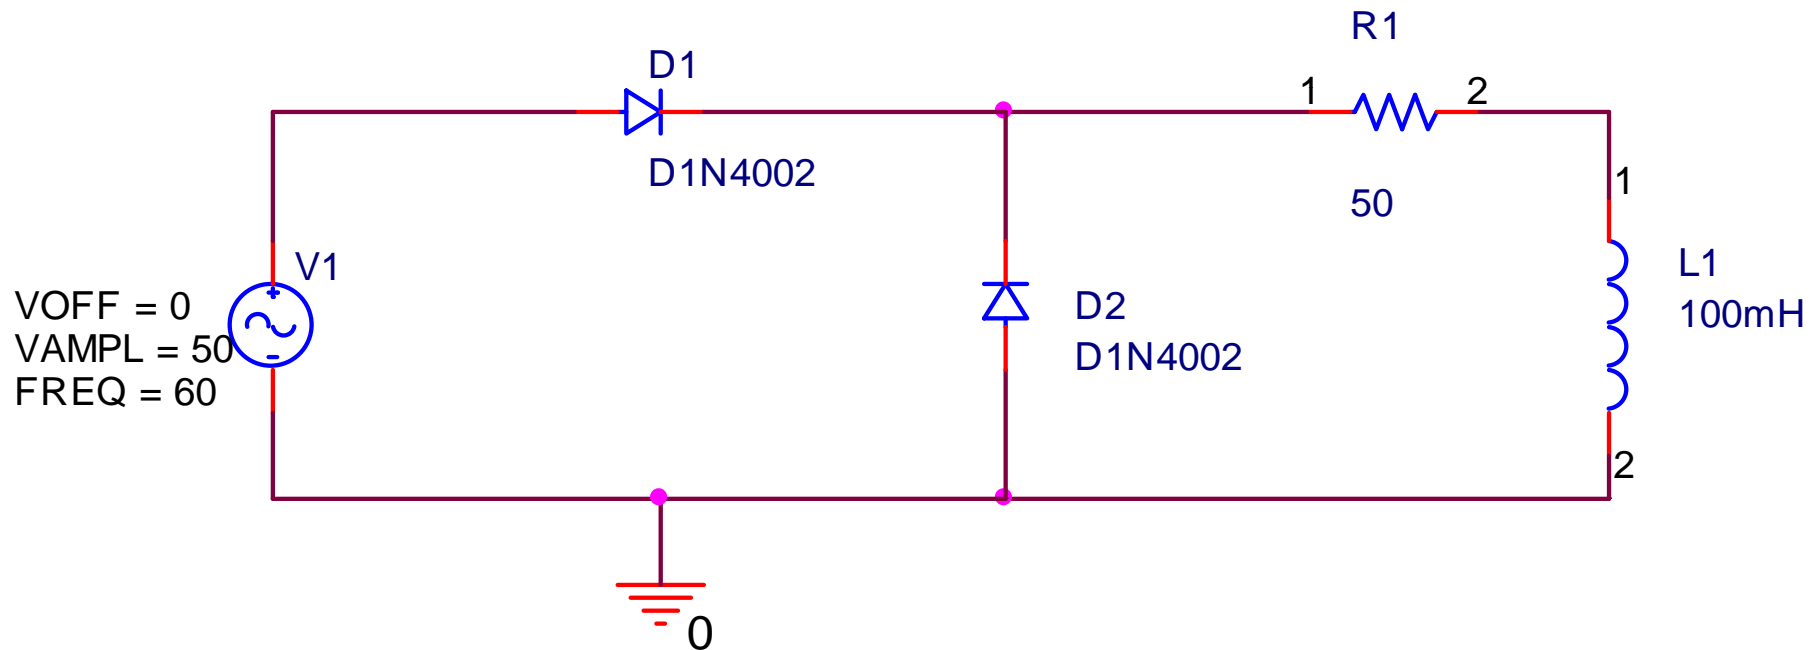 R1
D1
1
2
D1N4002
1
50
V1
L1
VOFF = 0
D2
100mH
VAMPL = 50
D1N4002
FREQ = 60
2
0